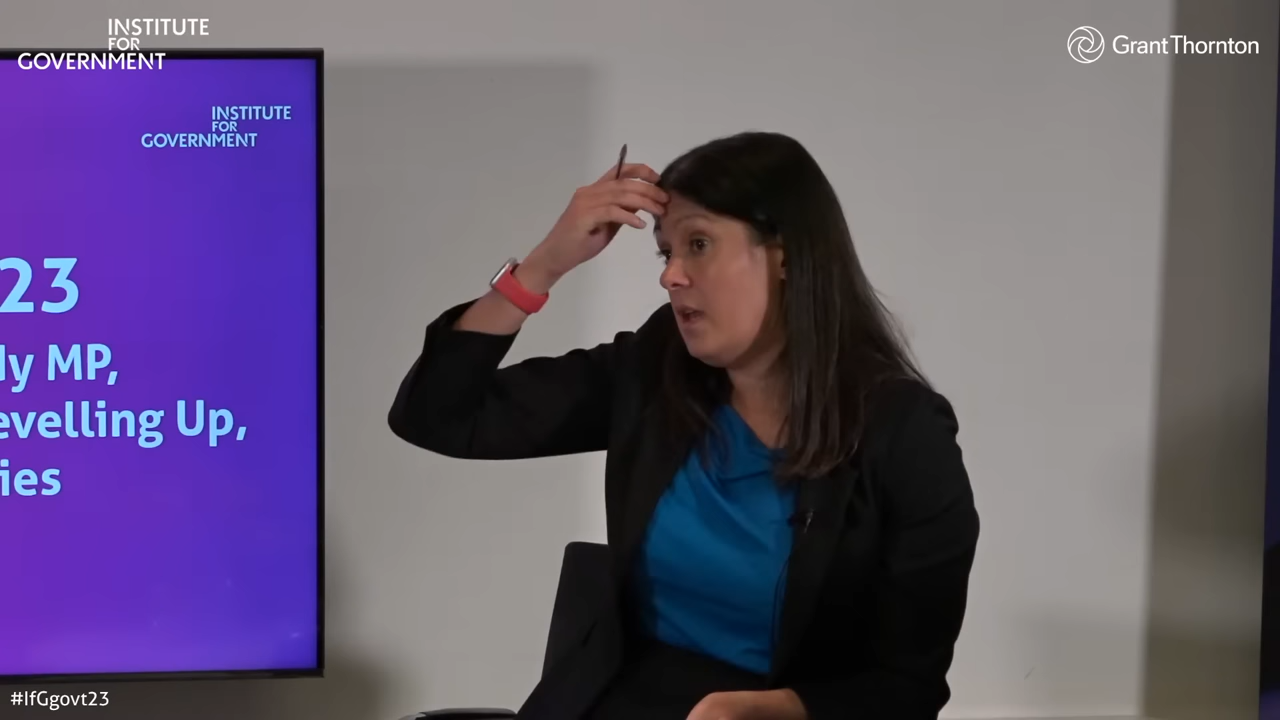 INSTITUTE
FOR
GOVERNMENT
GrantThornton
INSTITUTE
FOR
GOVERNMENT
23
dy MP,
evelling Up,
ies
#IfGgovt23